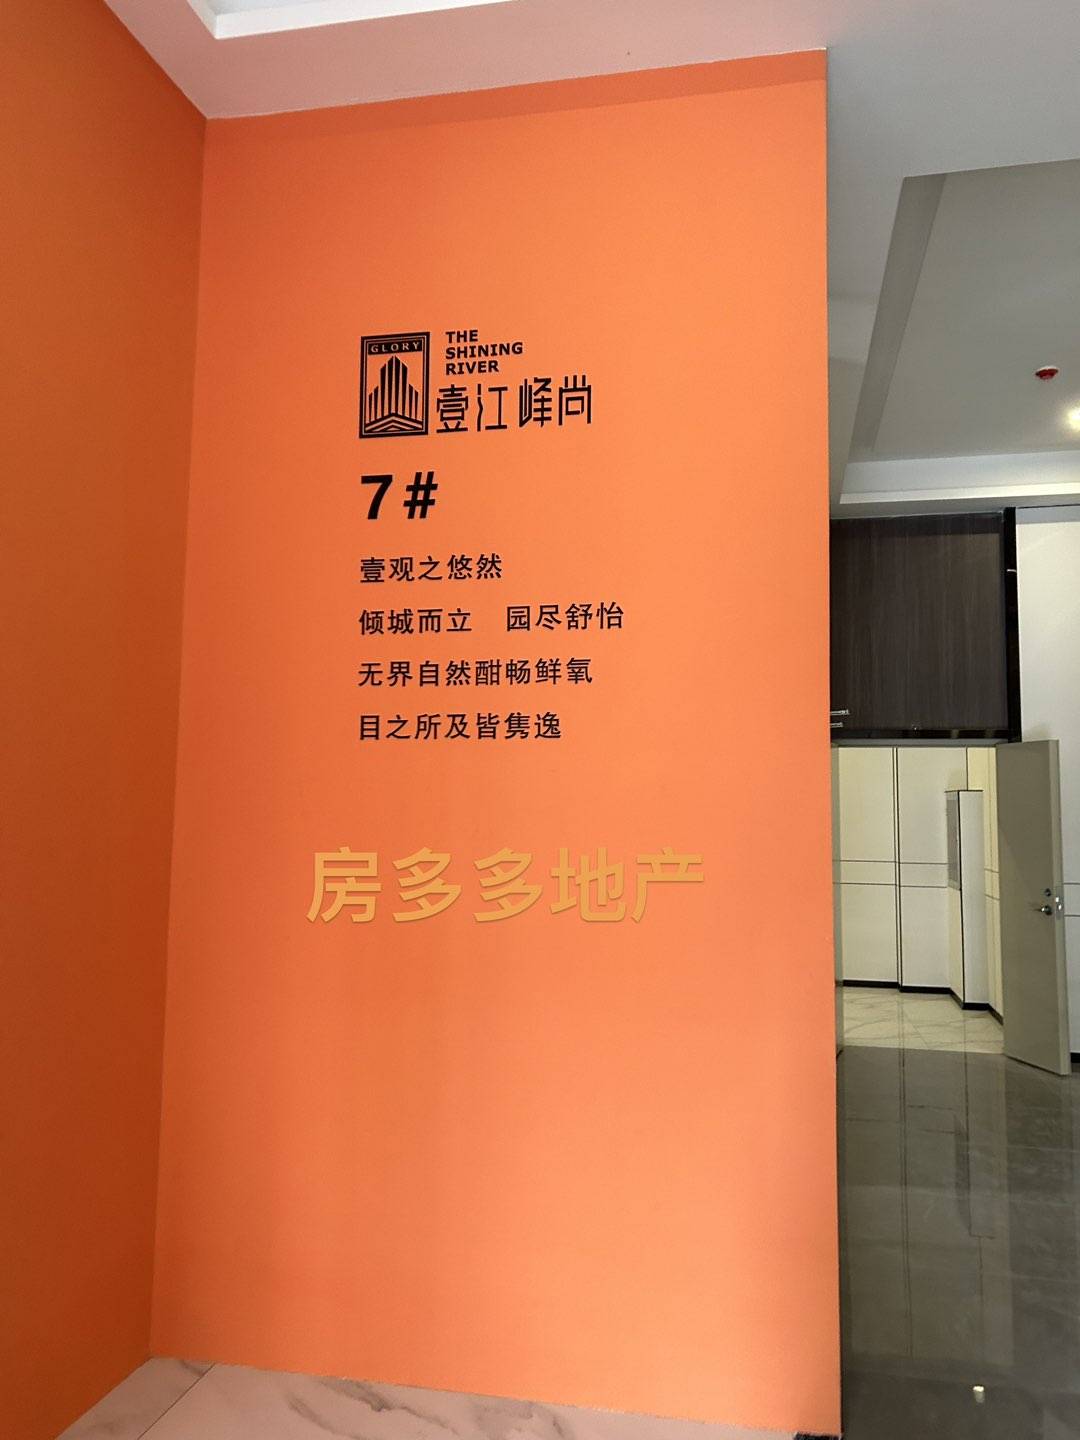 GLORY
THE
SHINING
RIVER
壹江峰尚
7#
壹观之悠然
倾城而立 园尽舒怡
无界自然酣畅鲜氧
目之所及皆隽逸
房多多地产